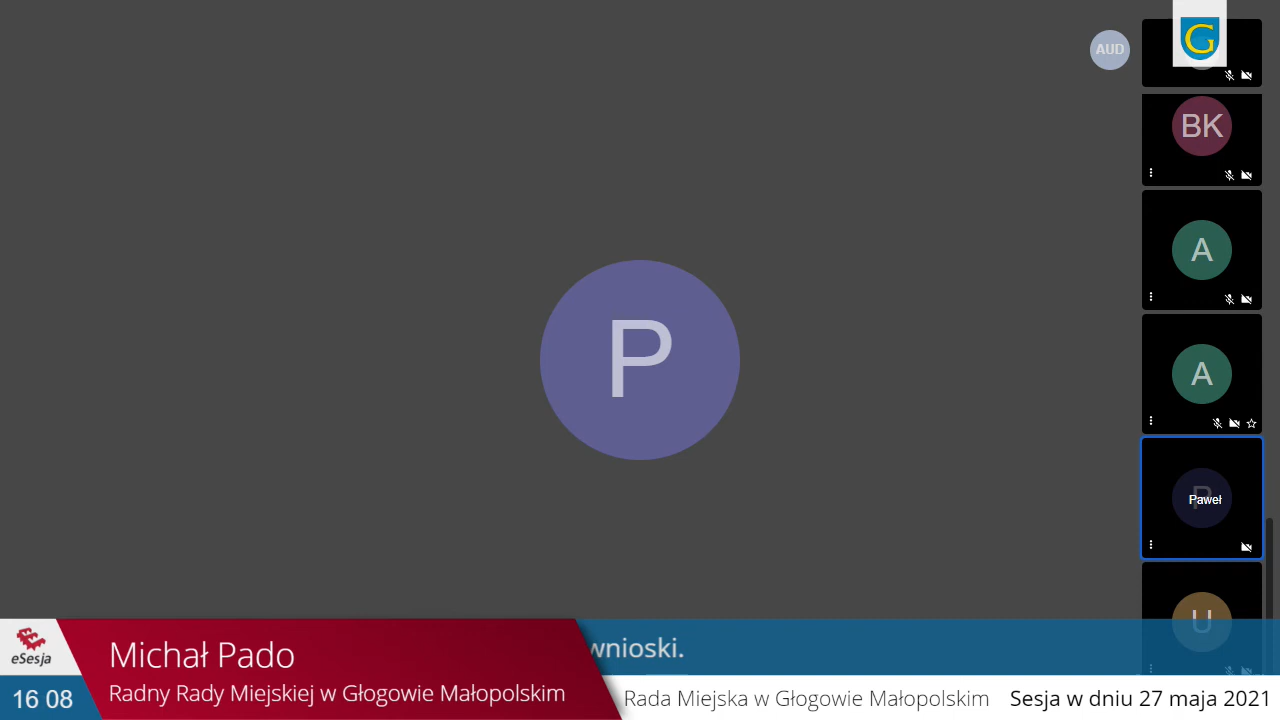 AUD
G
BK
A
A
P
P
Paweł
U
wnioski.
eSesja
Michał Pado
Radny Rady Miejskiej w Głogowie Małopolskim
16 08
Rada Miejska w Głogowie Małopolskim
Sesja w dniu 27 maja 2021